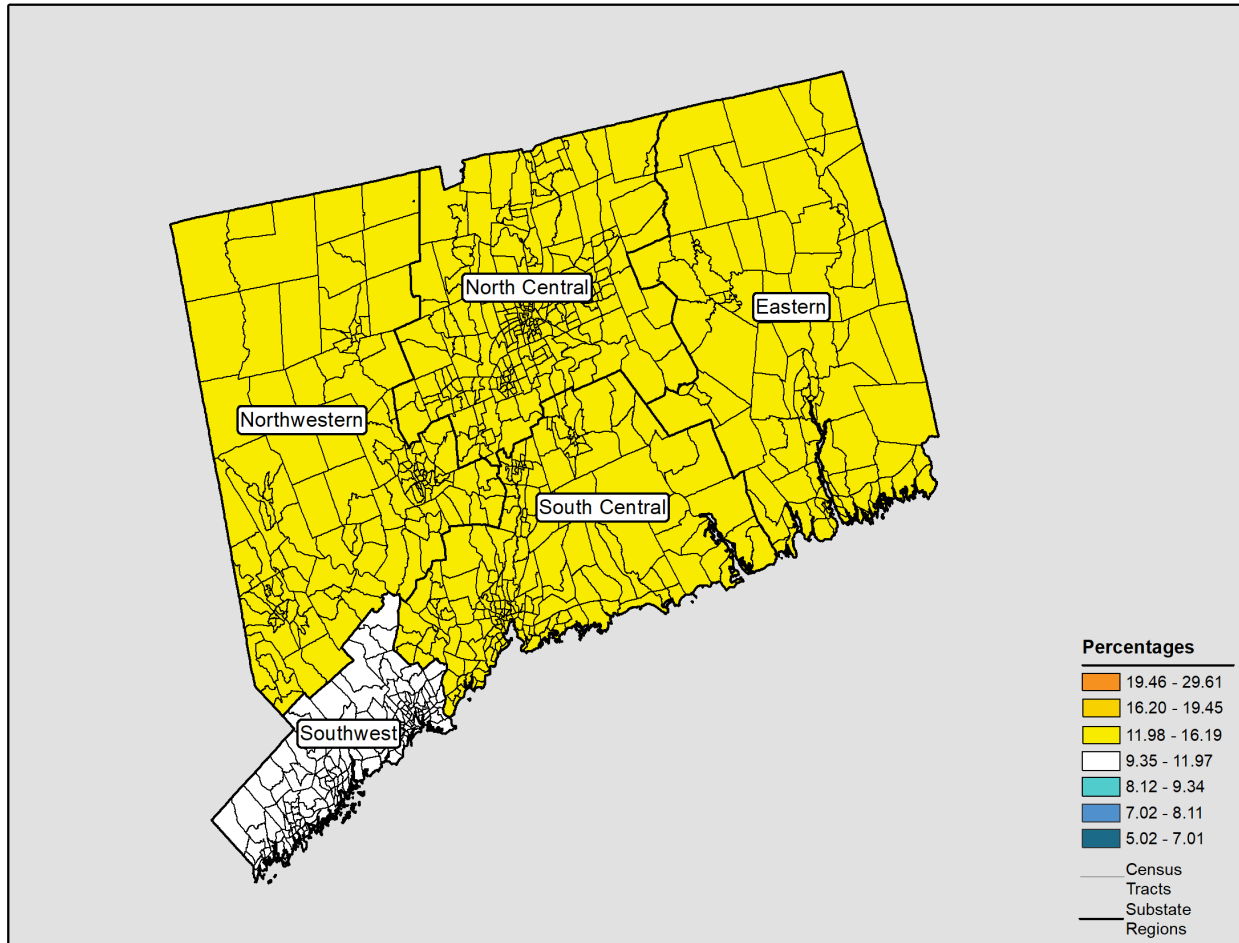 North Central
Eastern
Northwestern
South Central
Southwest
Percentages
19.46 - 29.61
16.20 - 19.45
11.98 - 16.19
9.35 - 11.97
8.12 - 9.34
7.02 - 8.11
5.02 - 7.01
Census
Tracts
Substate
Regions